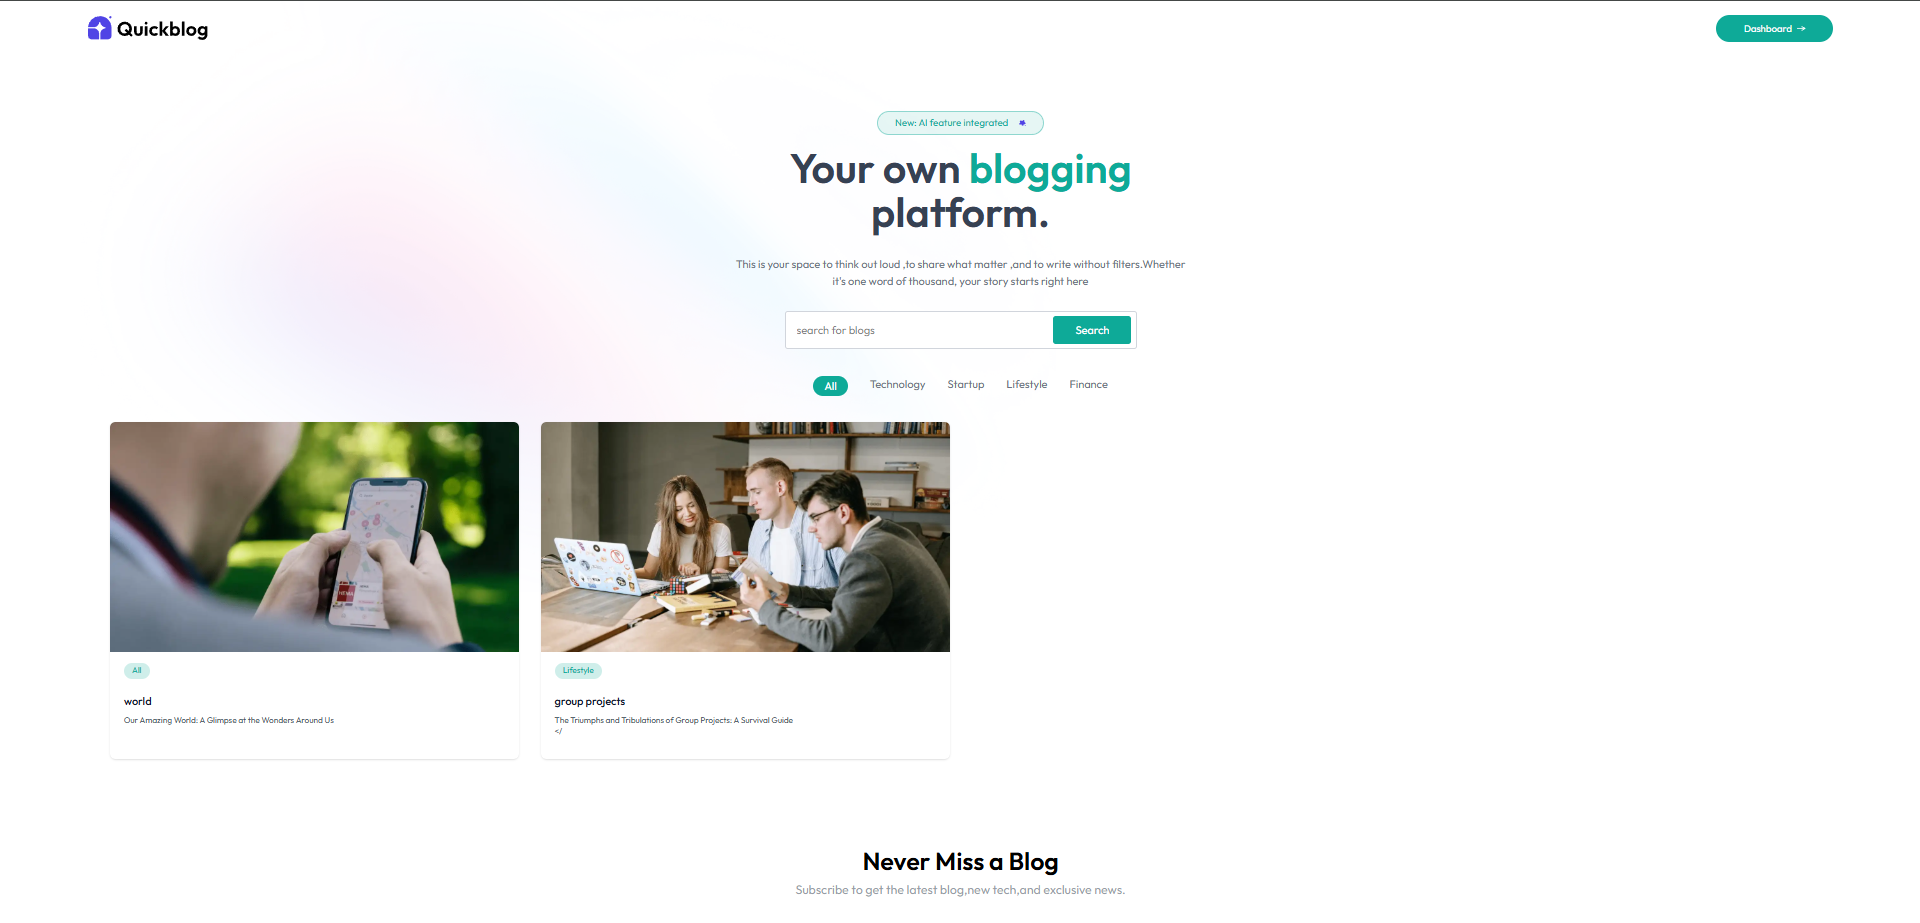 Quickblog
Dashboard →
New: AI feature integrated
Your own blogging
platform.
This is your space to think out loud ,to share what matter ,and to write without filters.Whether
it's one word of thousand, your story starts right here
search for blogs
Search
All
Technology
Startup
Lifestyle
Finance
All
world
Our Amazing World: A Glimpse at the Wonders Around Us
Lifestyle
group projects
The Triumphs and Tribulations of Group Projects: A Survival Guide
</
Never Miss a Blog
Subscribe to get the latest blog,new tech,and exclusive news.